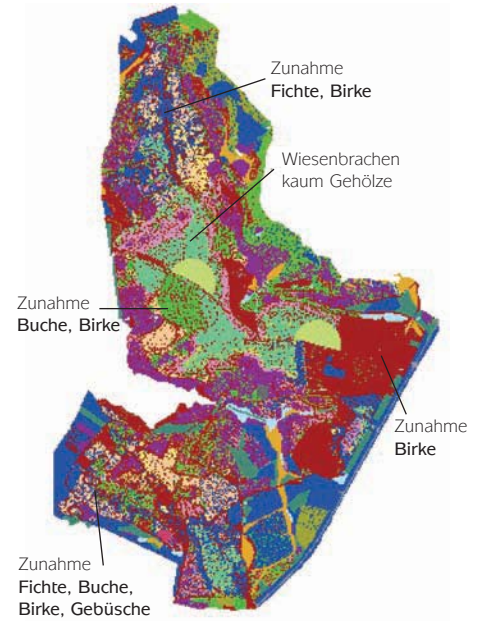 Zunahme
Fichte, Birke
Wiesenbrachen
kaum Gehölze
Zunahme
Buche, Birke
Zunahme
Birke
Zunahme
Fichte, Buche,
Birke, Gebüsche